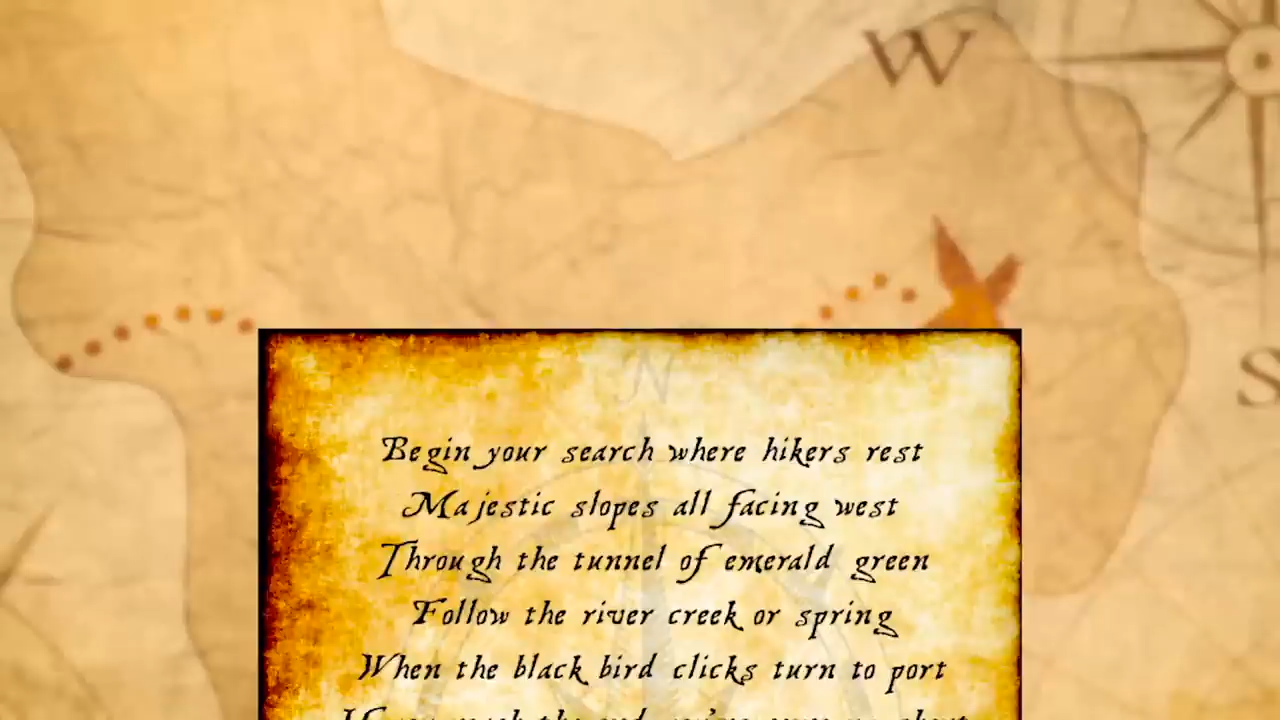 W
S
N
Begin your search where hikers rest
Majestic slopes all facing west
Through the tunnel of emerald green
Follow the river creek or spring
When the black bird clicks turn to port